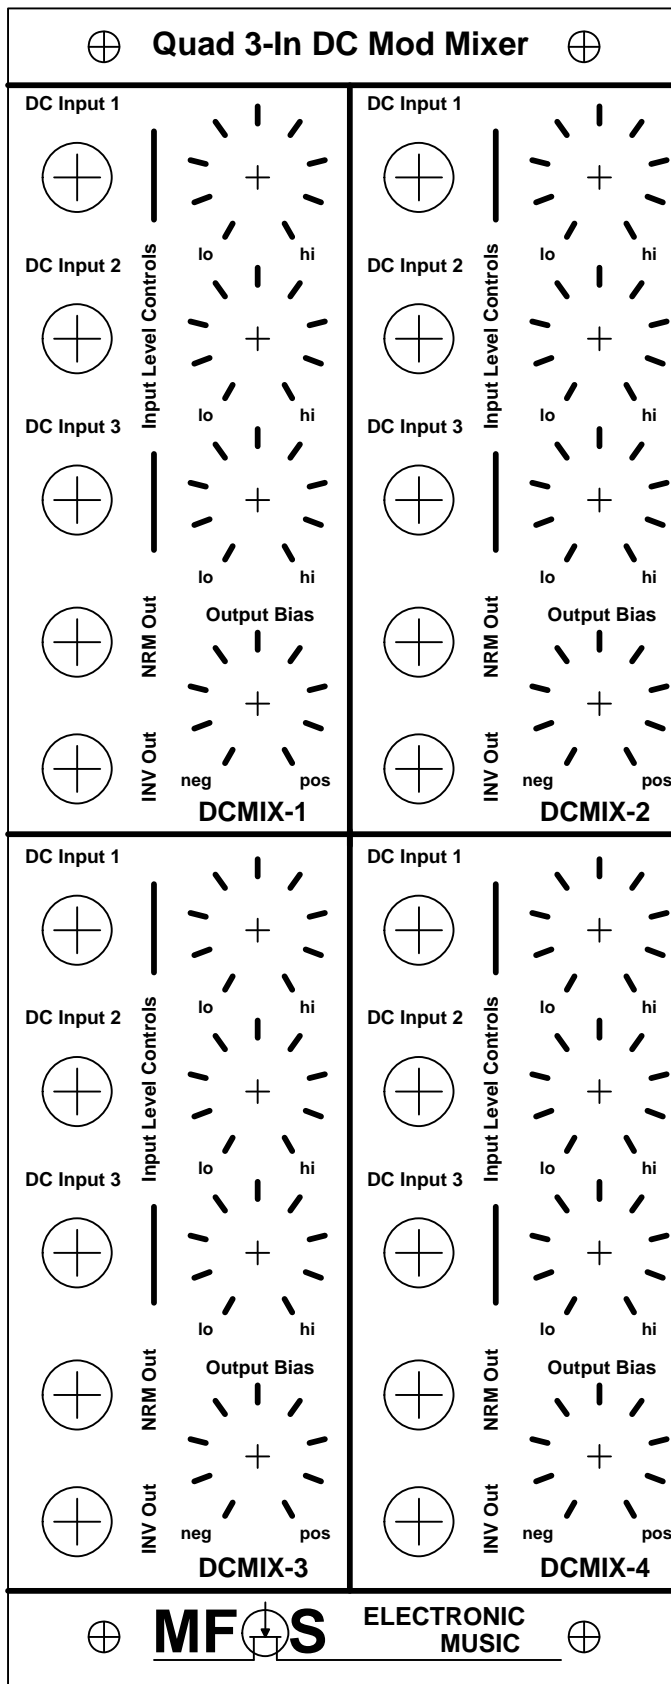 Quad 3-In DC Mod Mixer
DC Input 1
lo hi
DC Input 2
Input Level Controls
lo hi
DC Input 3
lo hi
NRM Out
Output Bias
INV Out
neg pos
DCMIX-1
DC Input 1
lo hi
DC Input 2
Input Level Controls
lo hi
DC Input 3
lo hi
NRM Out
Output Bias
INV Out
neg pos
DCMIX-2
DC Input 1
lo hi
DC Input 2
Input Level Controls
lo hi
DC Input 3
lo hi
NRM Out
Output Bias
INV Out
neg pos
DCMIX-3
DC Input 1
lo hi
DC Input 2
Input Level Controls
lo hi
DC Input 3
lo hi
NRM Out
Output Bias
INV Out
neg pos
DCMIX-4
MFOS
ELECTRONIC
MUSIC